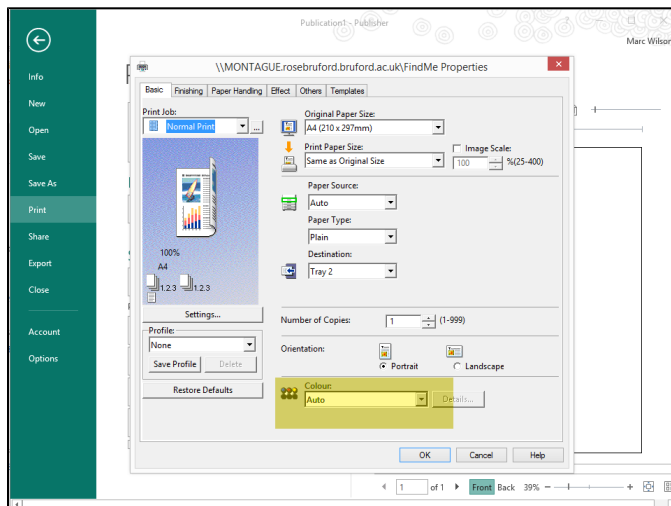 Publication1 - Publisher
Marc Wilson
Info
New
Open
Save
Save As
Print
Share
Export
Close
Account
Options
\\MONTAGUE.rosebruford.bruford.ac.uk\FindMe Properties
Basic Finishing Paper Handling Effect Others Templates
Print Job:
Normal Print ...
100%
A4
1.2.3 1.2.3
Settings...
Profile:
None
Save Profile Delete
Restore Defaults
Original Paper Size:
A4 (210 x 297mm)
Print Paper Size:
Same as Original Size
Image Scale:
100 %(25-400)
Paper Source:
Auto
Paper Type:
Plain
Destination:
Tray 2
Number of Copies: 1 (1-999)
Orientation:
Portrait Landscape
Colour:
Auto Details...
OK Cancel Help
1 of 1 Front Back 39%